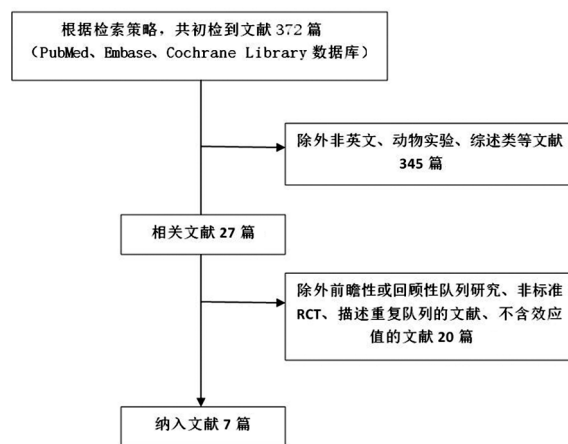 根据检索策略，共初检到文献 372 篇
（PubMed、Embase、Cochrane Library 数据库）
除外非英文、动物实验、综述类等文献
345 篇
相关文献 27 篇
除外前瞻性或回顾性队列研究、非标准
RCT、描述重复队列的文献、不含效应
值的文献 20 篇
纳入文献 7 篇